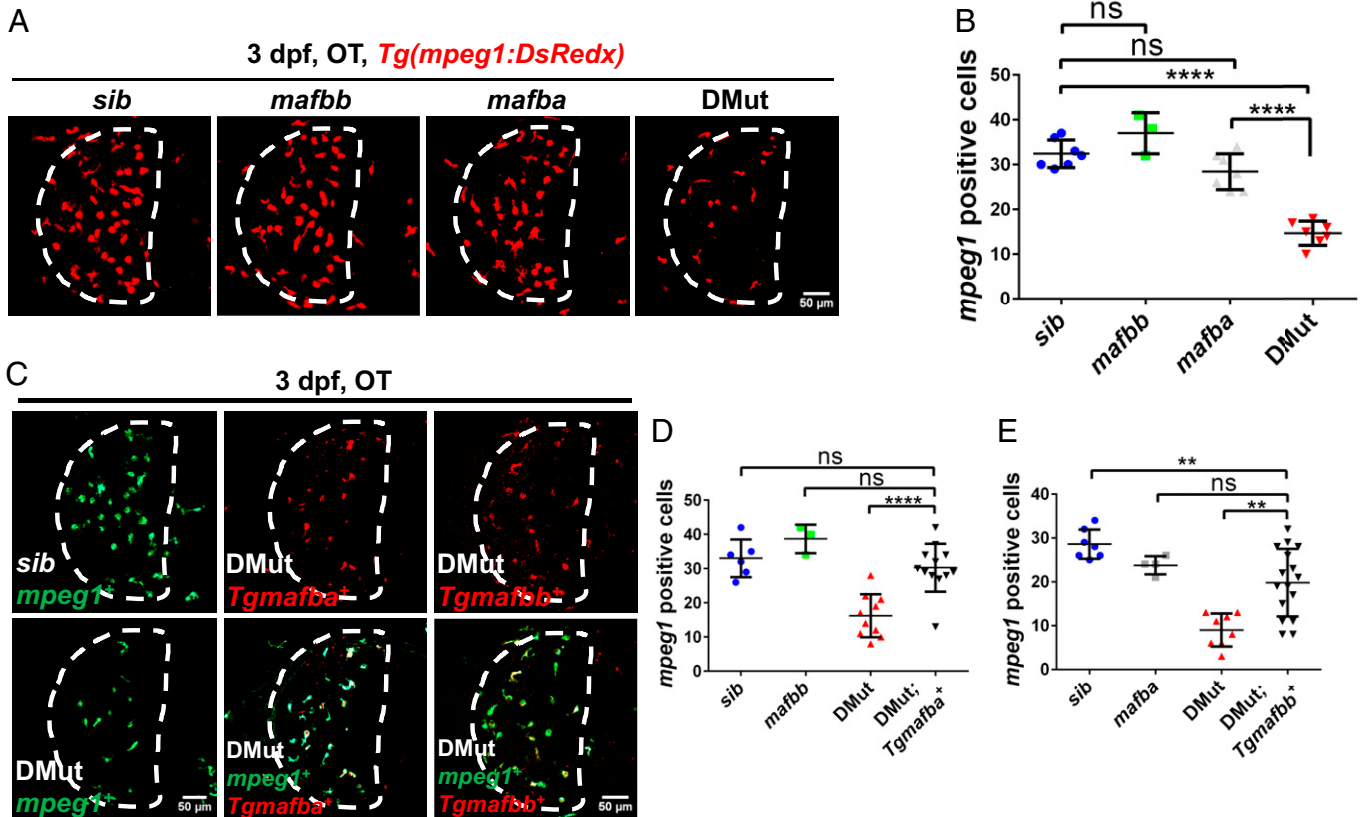 A
3 dpf, OT, Tg(mpeg1:DsRedx)
sib mafbb mafba DMut
50 µm
B
ns
ns
****
****
mpeg1 positive cells
50
40
30
20
10
0
sib mafbb mafba DMut
C
3 dpf, OT
sib
mpeg1+
DMut
Tgmafba+
DMut
Tgmafbb+
DMut
mpeg1+
50 µm
DMut
mpeg1+
Tgmafba+
DMut
mpeg1+
Tgmafbb+
50 µm
D
ns
ns
****
mpeg1 positive cells
50
40
30
20
10
0
sib mafbb DMut DMut;
Tgmafba+
E
**
ns
**
mpeg1 positive cells
40
30
20
10
0
sib mafba DMut DMut;
Tgmafbb+